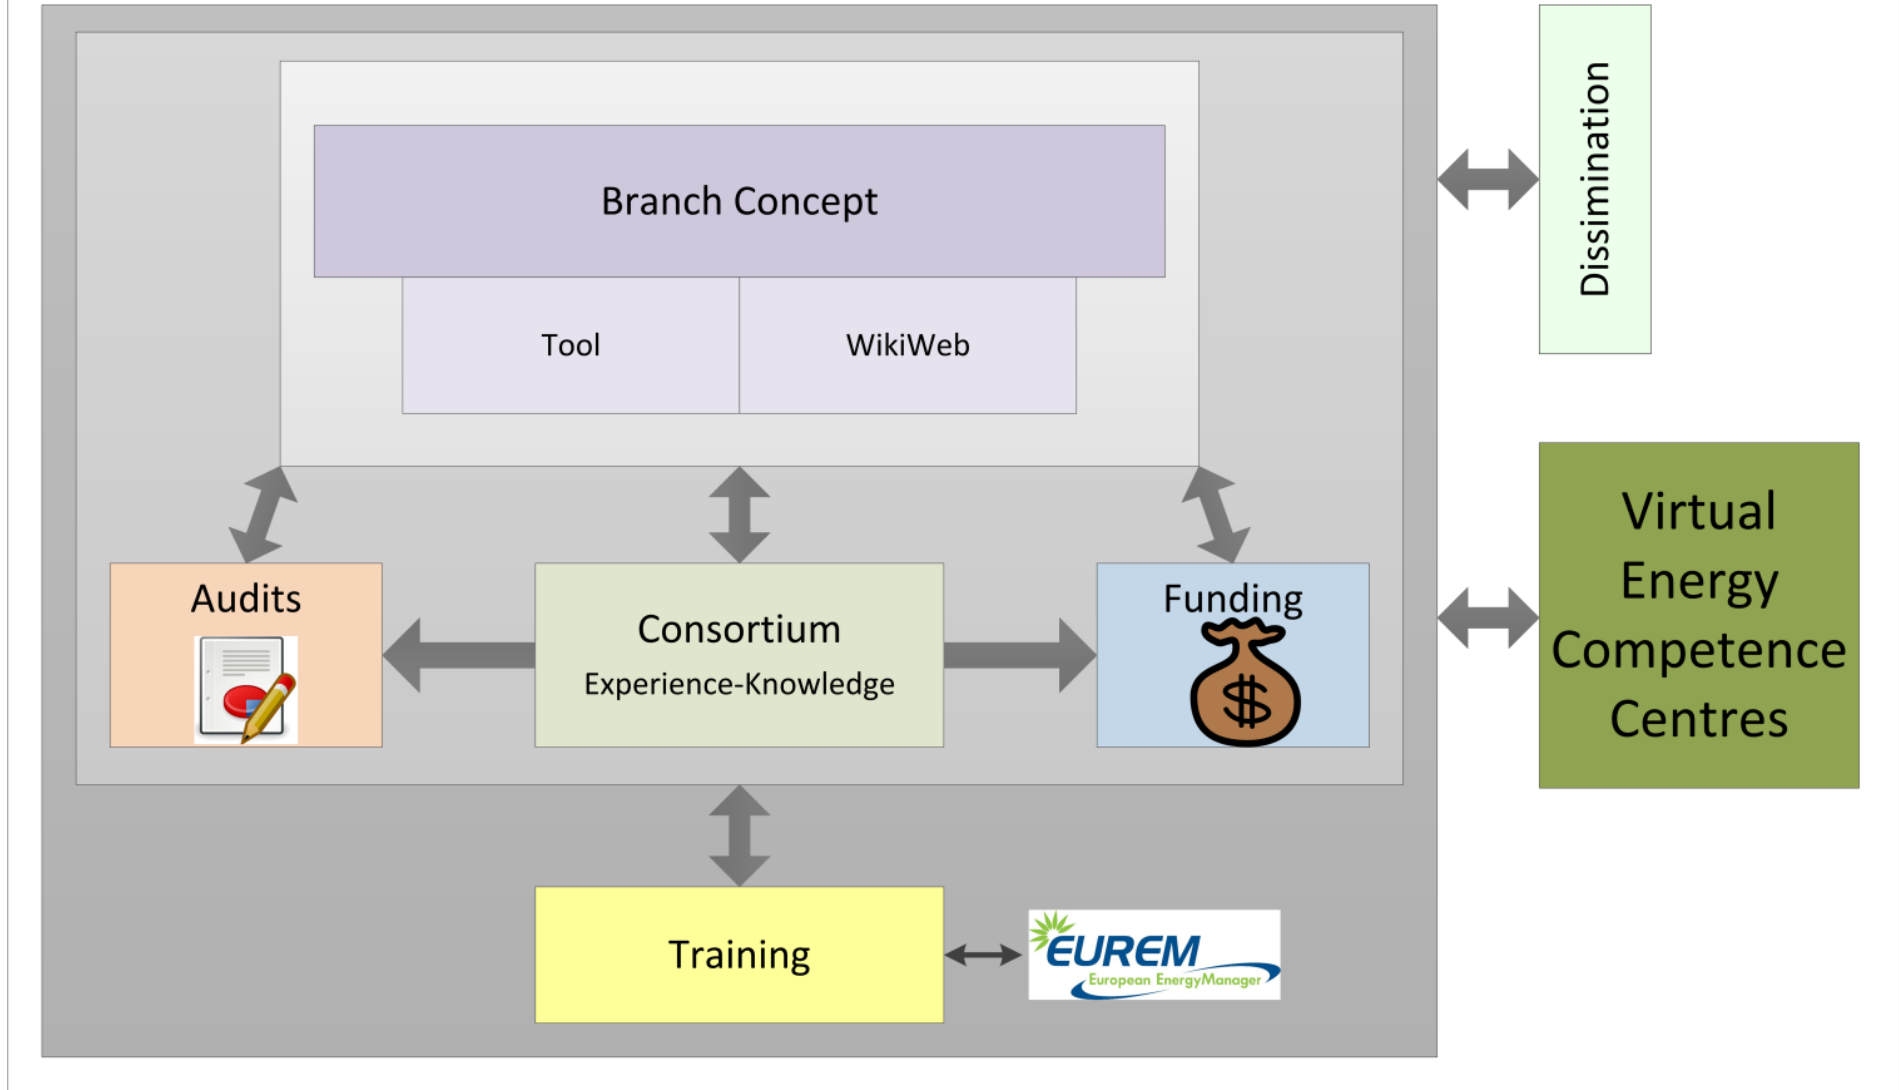 Branch Concept
Tool
WikiWeb
Dissimination
Audits
Consortium
Experience-Knowledge
Funding
$
Virtual
Energy
Competence
Centres
Training
EUREM
European EnergyManager